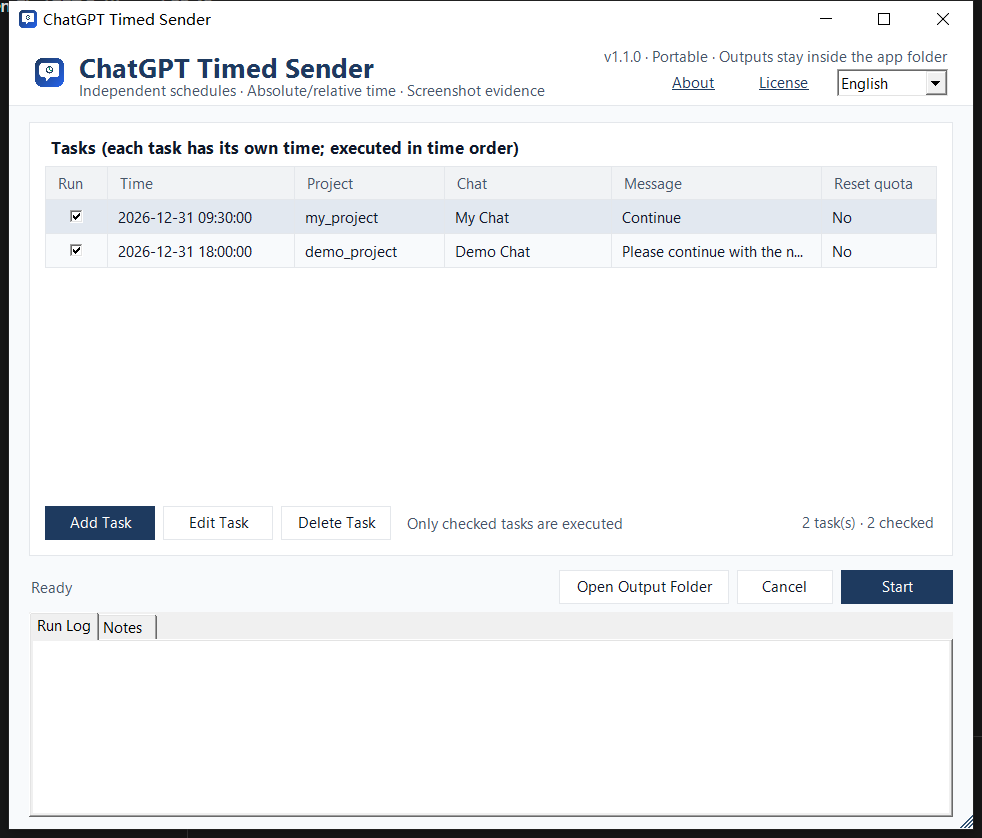 ChatGPT Timed Sender
ChatGPT Timed Sender
Independent schedules · Absolute/relative time · Screenshot evidence
v1.1.0 · Portable · Outputs stay inside the app folder
About License English
Tasks (each task has its own time; executed in time order)
Run Time Project Chat Message Reset quota
2026-12-31 09:30:00 my_project My Chat Continue No
2026-12-31 18:00:00 demo_project Demo Chat Please continue with the n... No
Add Task Edit Task Delete Task Only checked tasks are executed 2 task(s) · 2 checked
Ready Open Output Folder Cancel Start
Run Log Notes